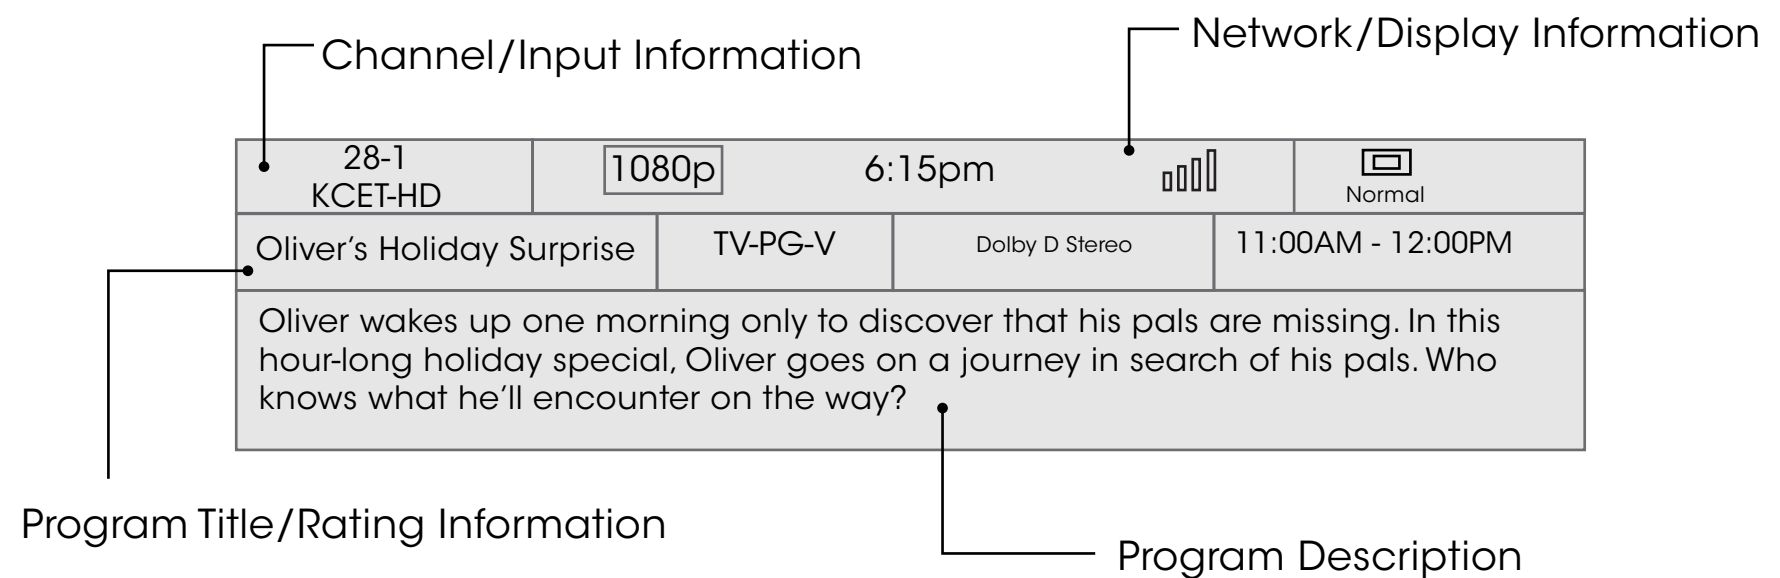 Channel/Input Information
Network/Display Information
28-1
KCET-HD
1080p
6:15pm
Normal
Oliver's Holiday Surprise
TV-PG-V
Dolby D Stereo
11:00AM - 12:00PM
Oliver wakes up one morning only to discover that his pals are missing. In this
hour-long holiday special, Oliver goes on a journey in search of his pals. Who
knows what he'll encounter on the way?
Program Title/Rating Information
Program Description